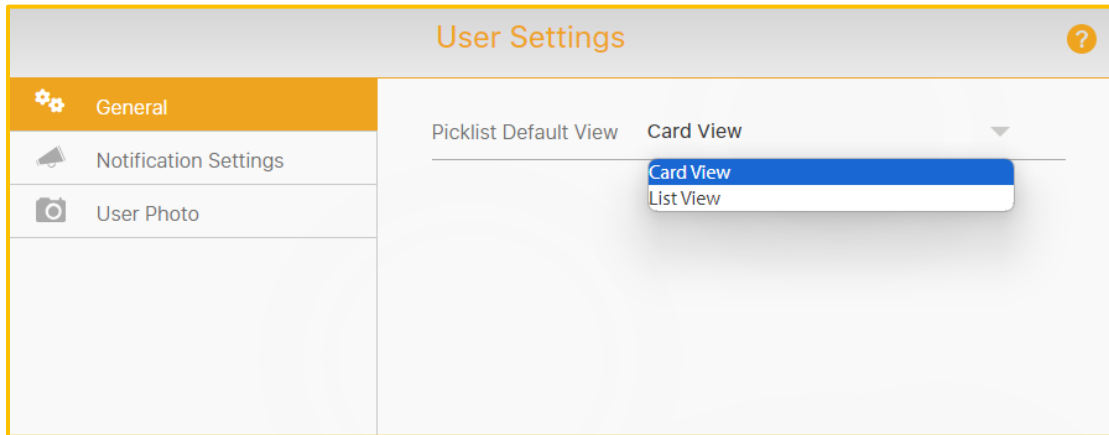 User Settings
?
General
Notification Settings
User Photo
Picklist Default View Card View
Card View
List View